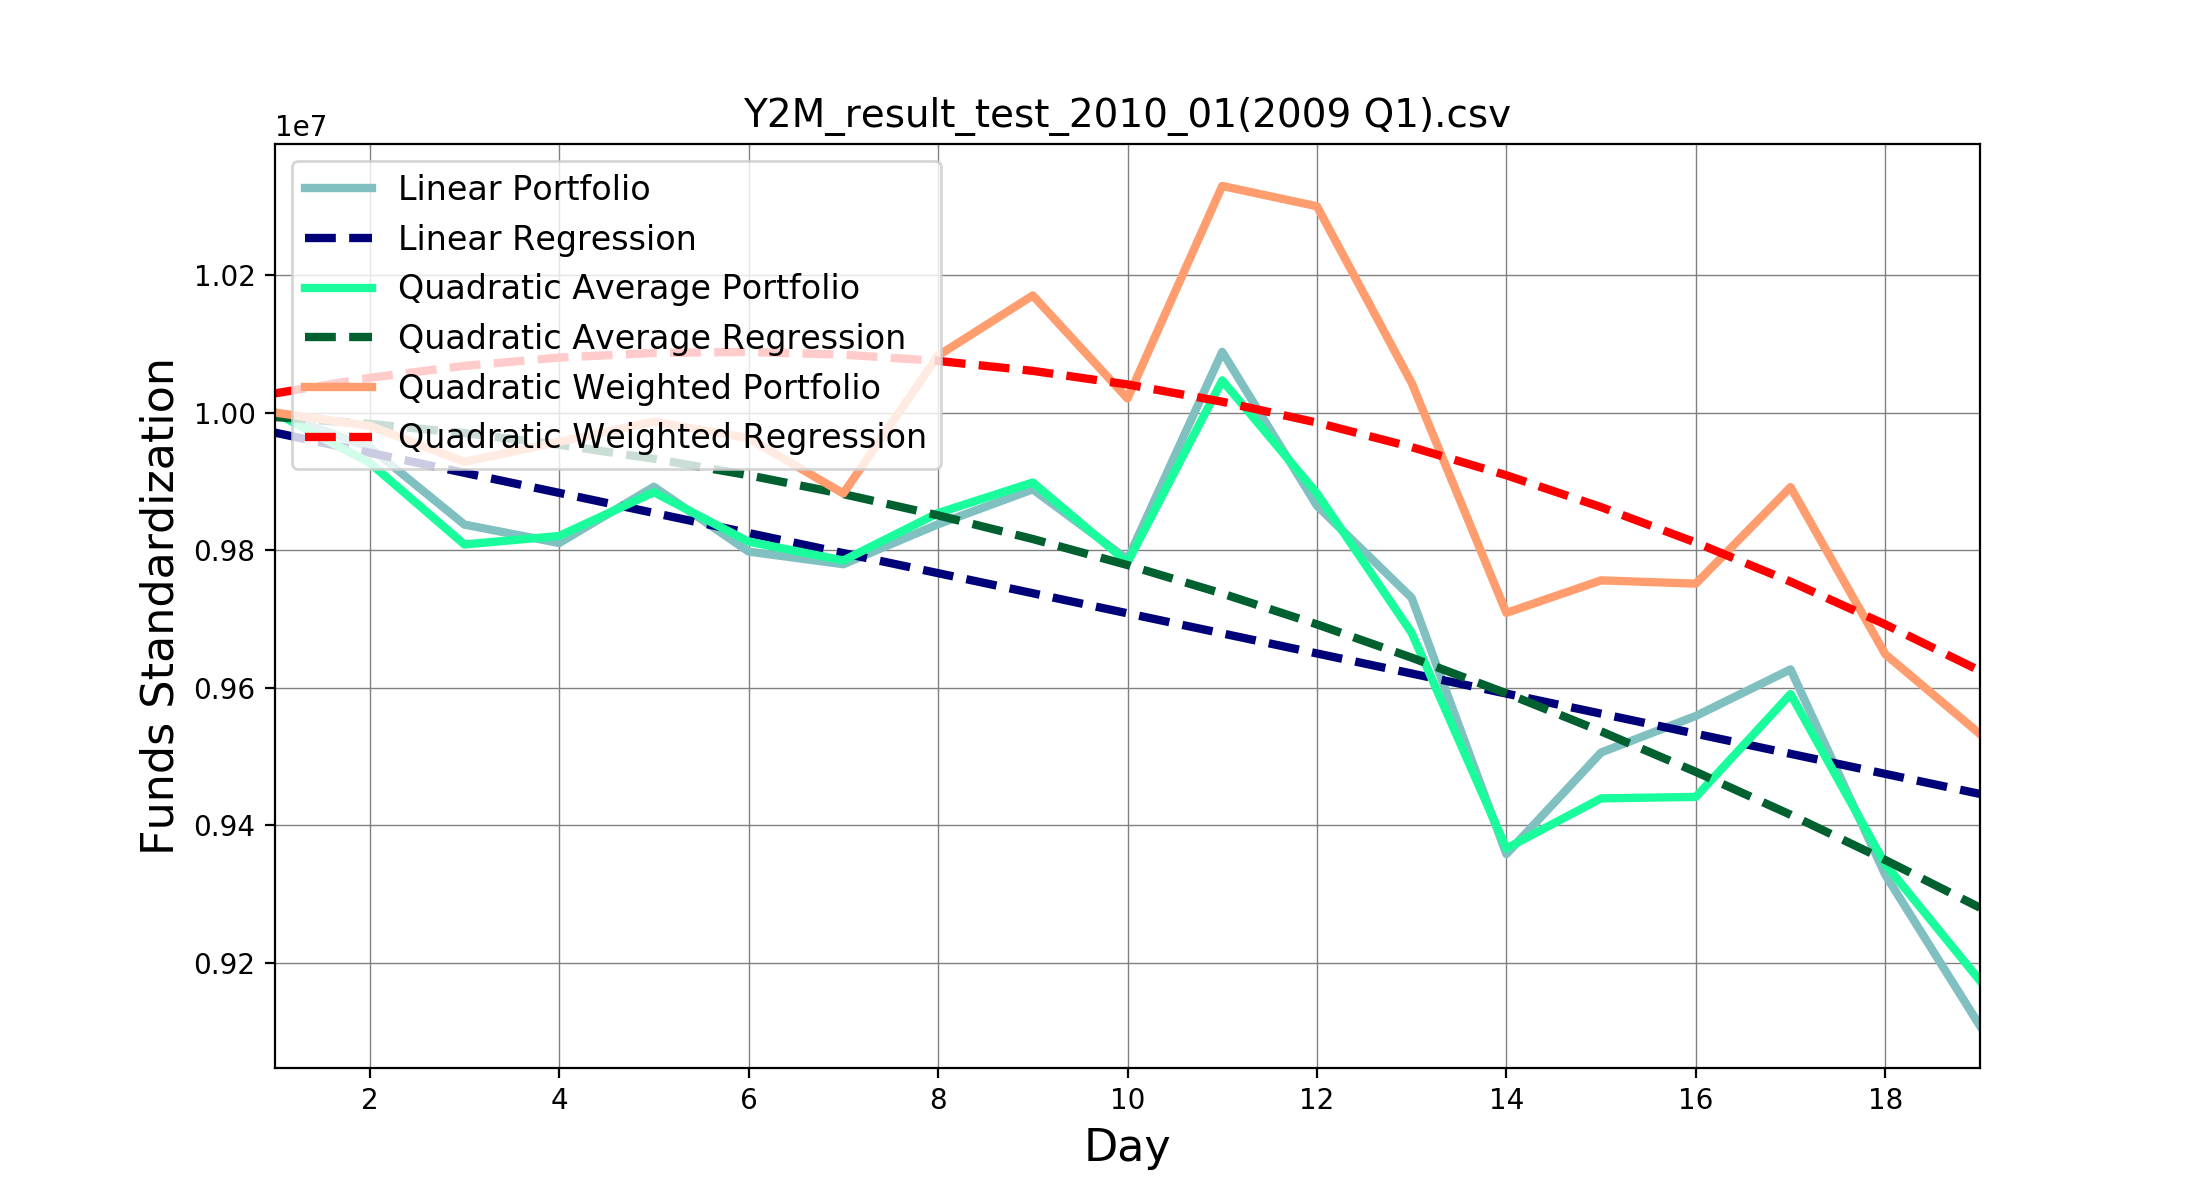 Y2M_result_test_2010_01(2009 Q1).csv
1e7
Linear Portfolio
Linear Regression
Quadratic Average Portfolio
Quadratic Average Regression
Quadratic Weighted Portfolio
Quadratic Weighted Regression
1.02
1.00
0.98
0.96
0.94
0.92
Funds Standardization
2 4 6 8 10 12 14 16 18
Day